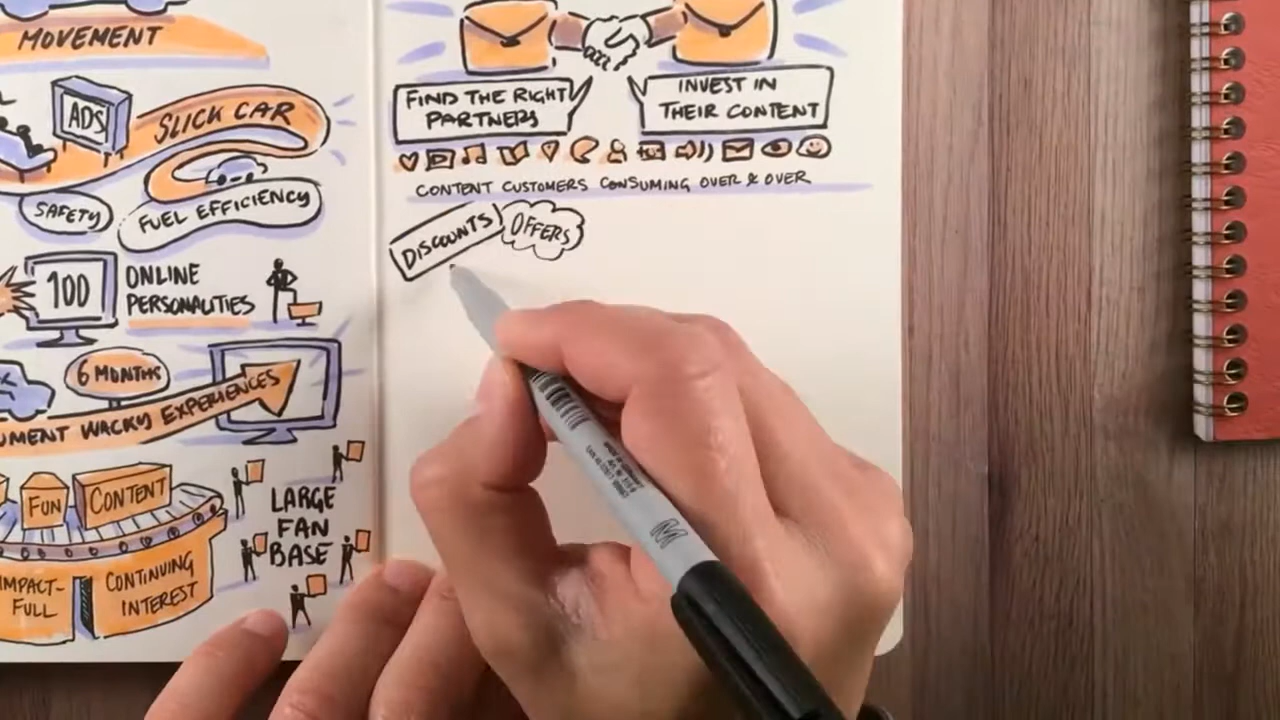 MOVEMENT
ADS
SLICK CAR
SAFETY
FUEL EFFICIENCY
100
ONLINE
PERSONALITIES
6 MONTHS
UMENT WACKY EXPERIENCES
FUN
CONTENT
IMPACT-
FULL
CONTINUING
INTEREST
LARGE
FAN
BASE
FIND THE RIGHT
PARTNERS
INVEST IN
THEIR CONTENT
CONTENT CUSTOMERS CONSUMING OVER & OVER
DISCOUNTS
OFFERS